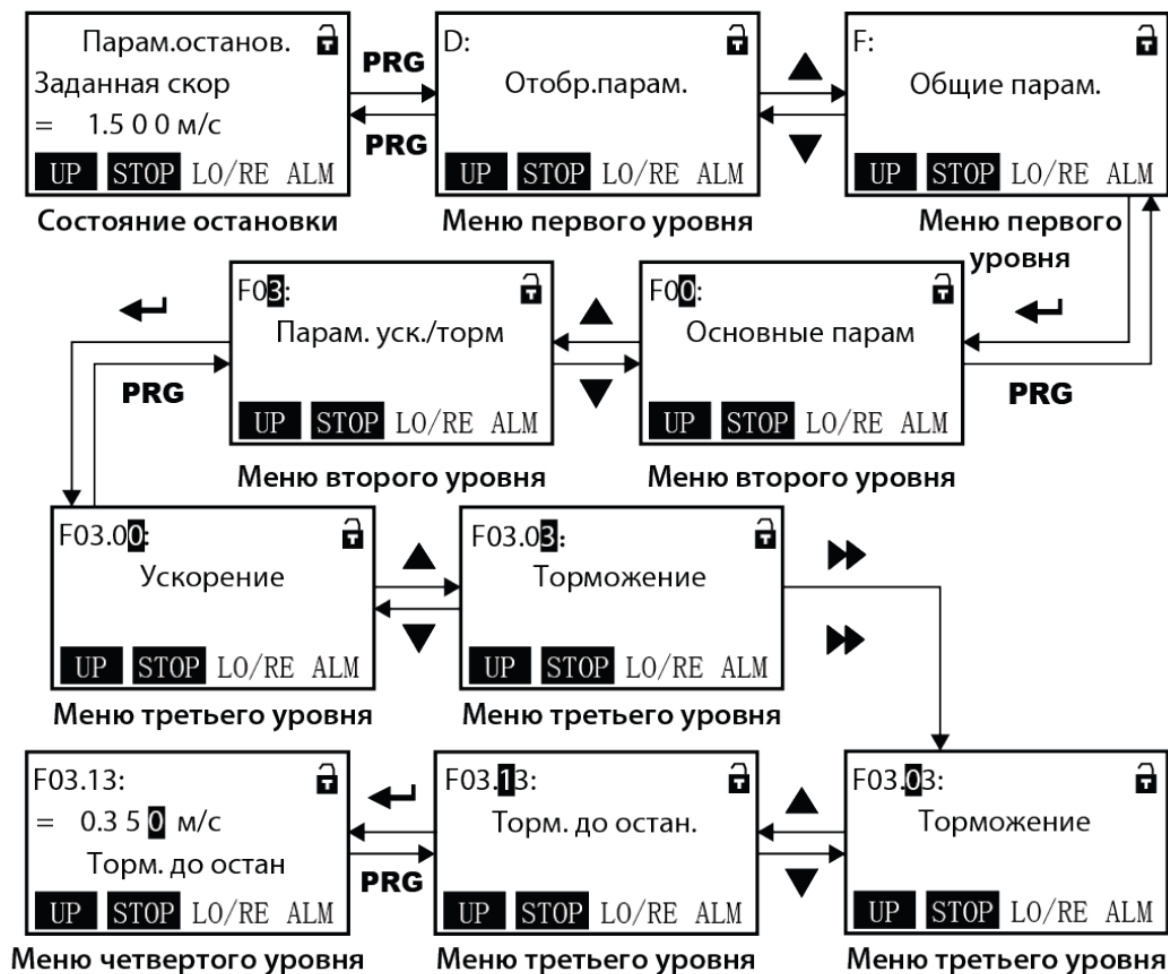 Парам.останов.
Заданная скор
= 1.5 0 0 м/с
UP STOP LO/RE ALM
Состояние остановки
PRG
PRG
D:
Отобр.парам.
UP STOP LO/RE ALM
Меню первого уровня
F:
Общие парам.
UP STOP LO/RE ALM
Меню первого
уровня
F03:
Парам. уск./торм
UP STOP LO/RE ALM
Меню второго уровня
F00:
Основные парам
UP STOP LO/RE ALM
Меню второго уровня
PRG
PRG
F03.00:
Ускорение
UP STOP LO/RE ALM
Меню третьего уровня
F03.03:
Торможение
UP STOP LO/RE ALM
Меню третьего уровня
F03.13:
= 0.3 5 0 м/с
Торм. до остан
UP STOP LO/RE ALM
Меню четвертого уровня
PRG
F03.13:
Торм. до остан.
UP STOP LO/RE ALM
Меню третьего уровня
F03.03:
Торможение
UP STOP LO/RE ALM
Меню третьего уровня